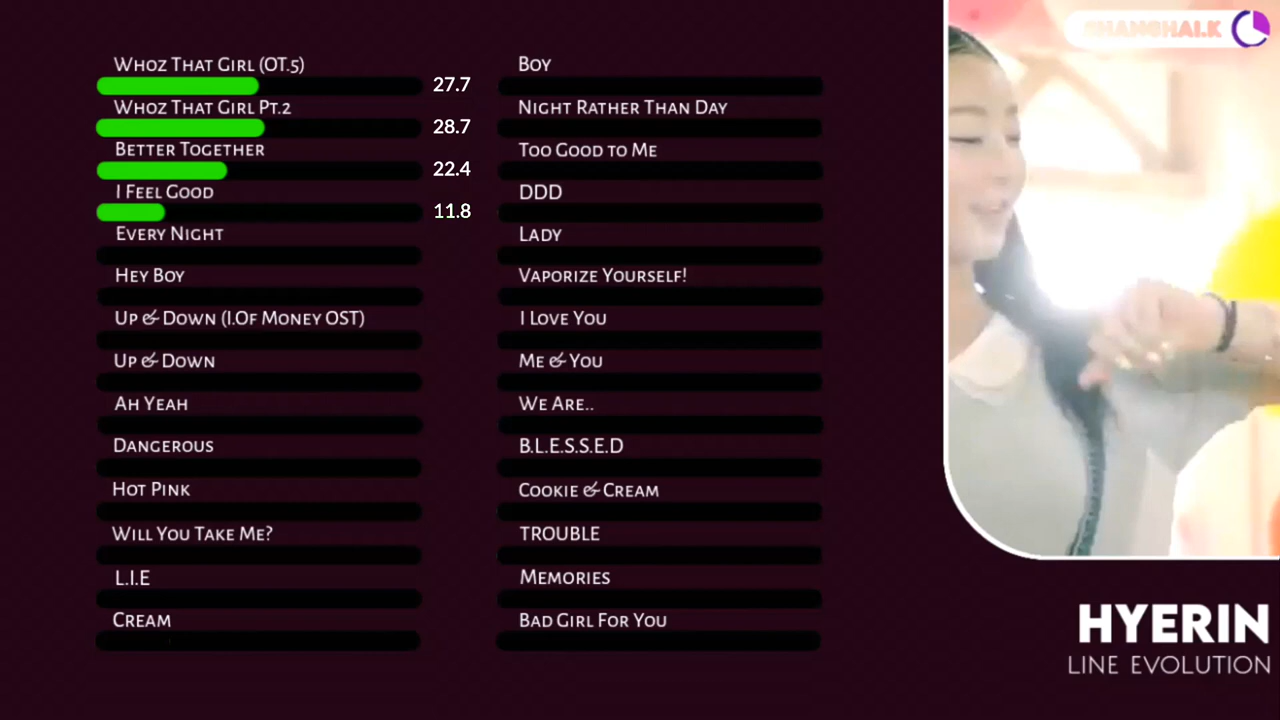 WHOZ THAT GIRL (OT.5)
27.7
WHOZ THAT GIRL PT.2
28.7
BETTER TOGETHER
22.4
I FEEL GOOD
11.8
EVERY NIGHT
HEY BOY
UP & DOWN (I.OF MONEY OST)
UP & DOWN
AH YEAH
DANGEROUS
HOT PINK
WILL YOU TAKE ME?
L.I.E
CREAM
BOY
NIGHT RATHER THAN DAY
TOO GOOD TO ME
DDD
LADY
VAPORIZE YOURSELF!
I LOVE YOU
ME & YOU
WE ARE..
B.L.E.S.S.E.D
COOKIE & CREAM
TROUBLE
MEMORIES
BAD GIRL FOR YOU
HYERIN
LINE EVOLUTION